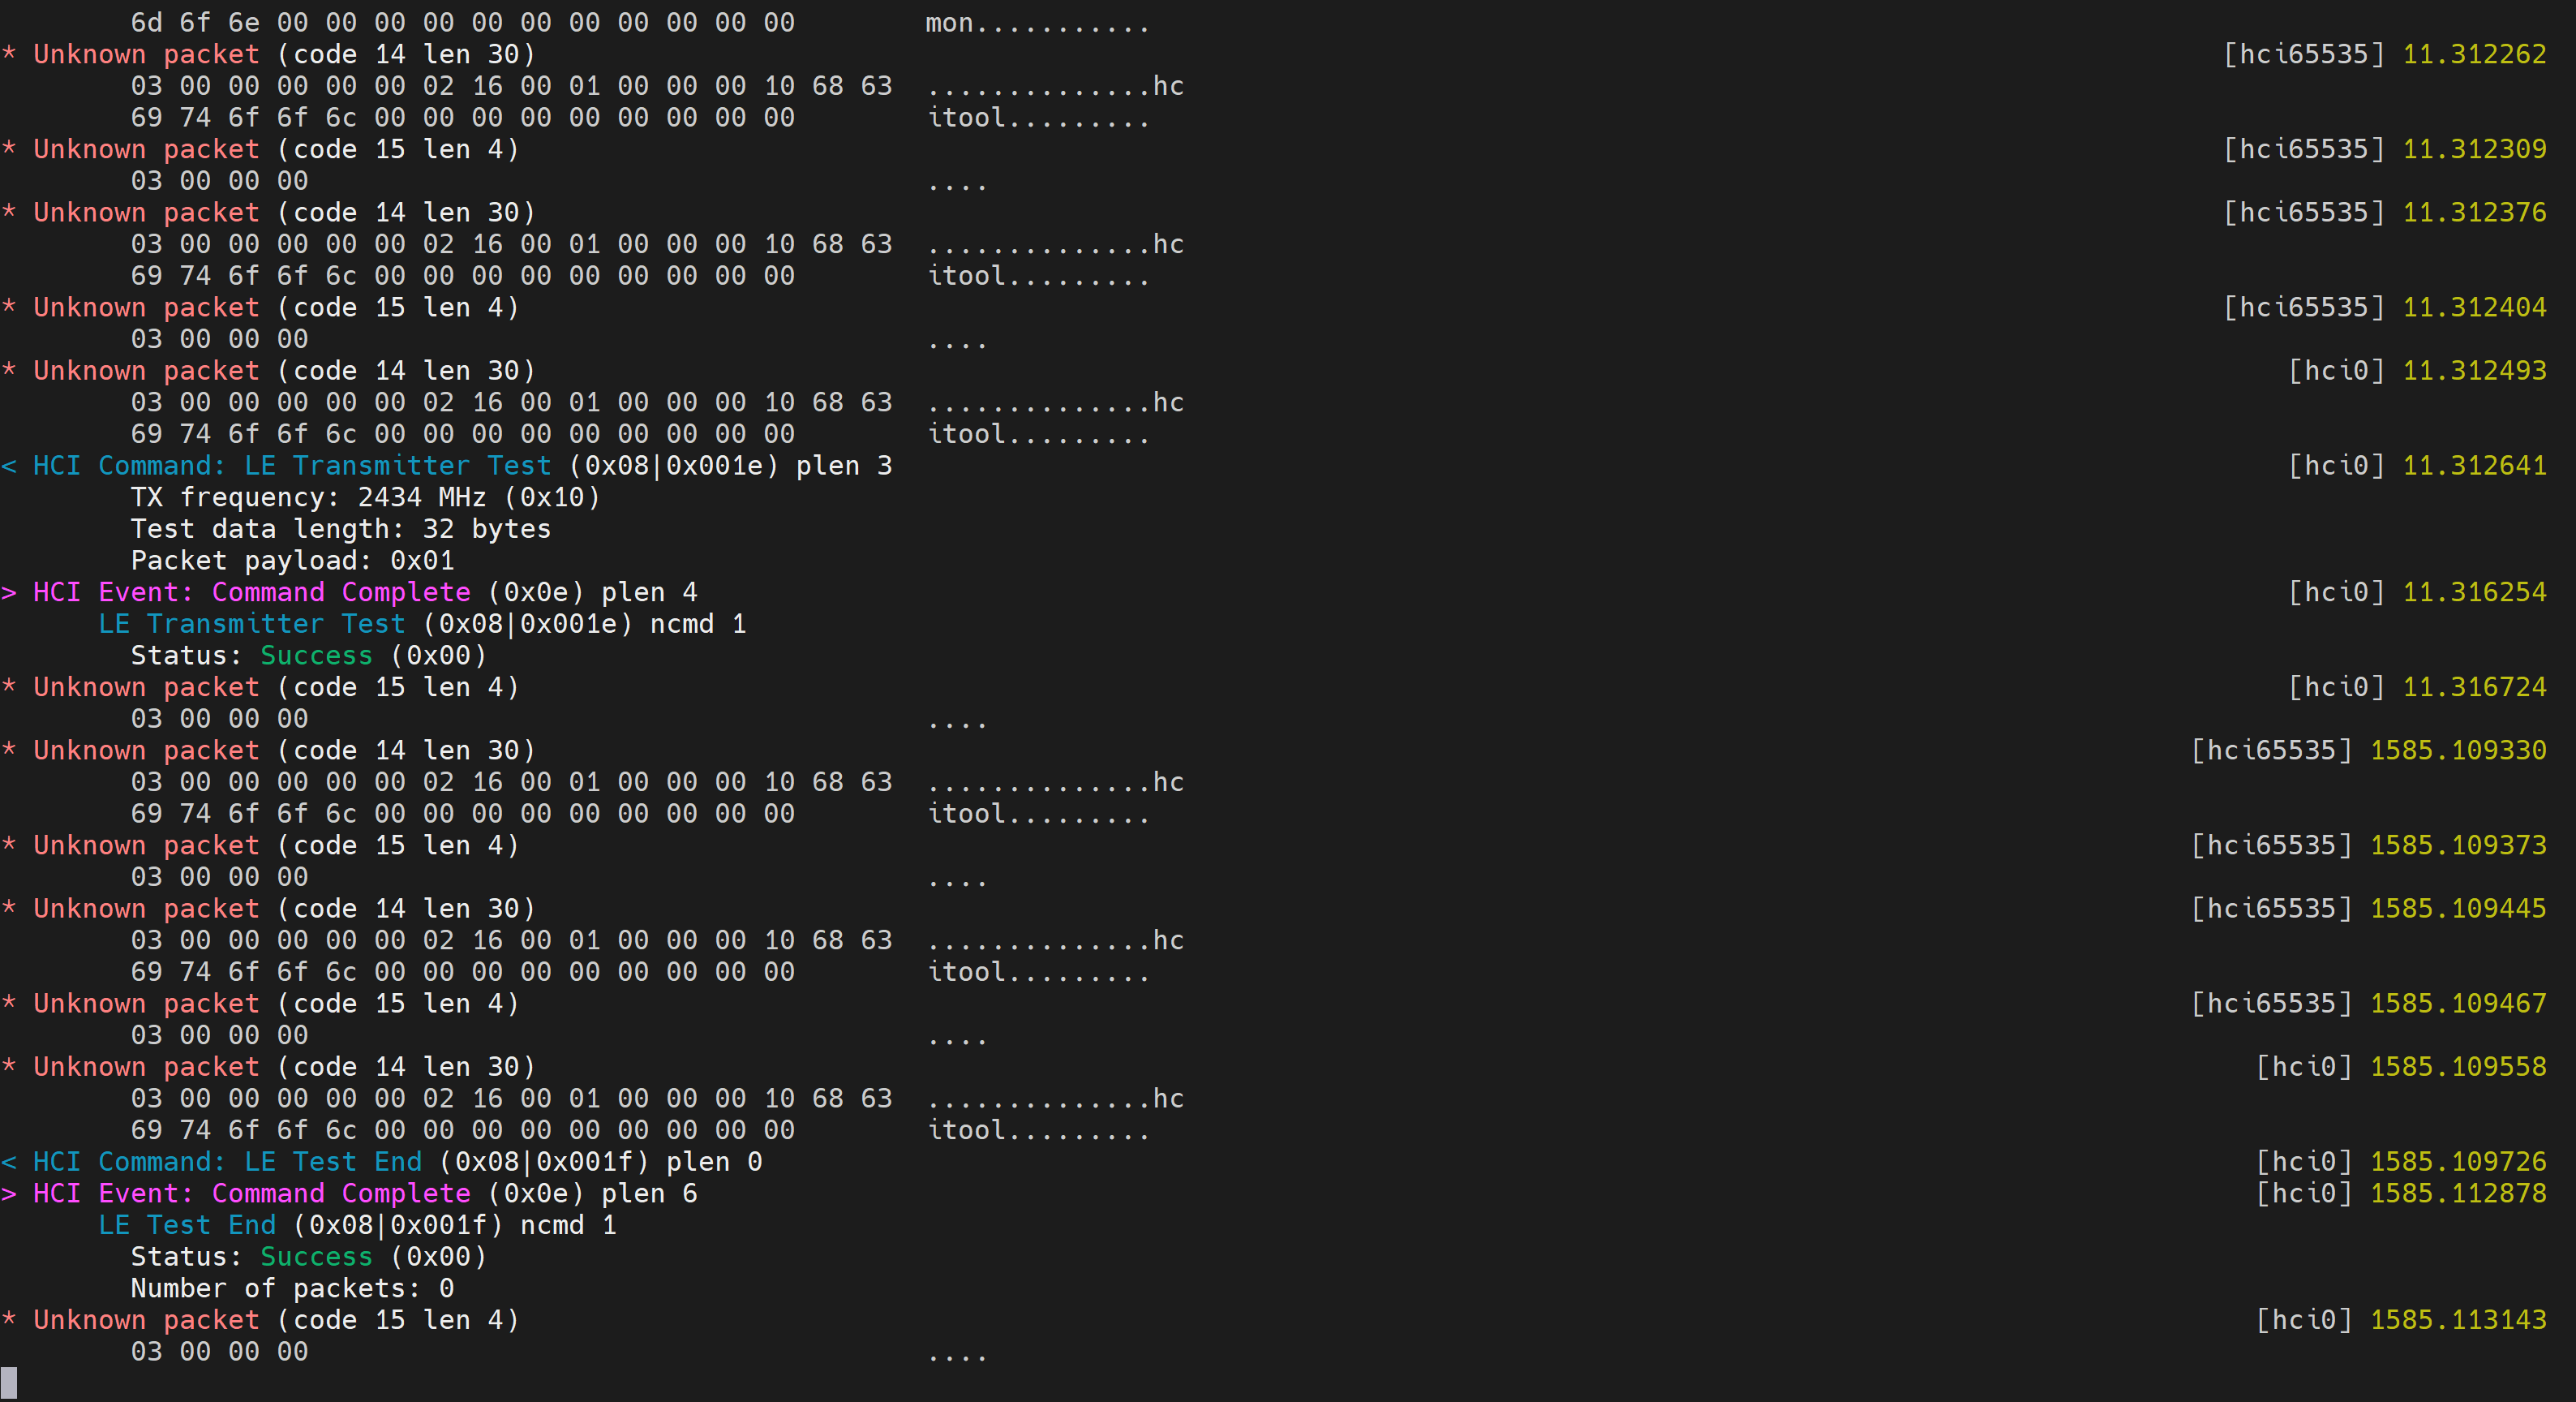 6d 6f 6e 00 00 00 00 00 00 00 00 00 00 00 mon...........
* Unknown packet (code 14 len 30) [hci65535] 11.312262
03 00 00 00 00 00 02 16 00 01 00 00 00 10 68 63 ..............hc
69 74 6f 6f 6c 00 00 00 00 00 00 00 00 00 itool.........
* Unknown packet (code 15 len 4) [hci65535] 11.312309
03 00 00 00 ....
* Unknown packet (code 14 len 30) [hci65535] 11.312376
03 00 00 00 00 00 02 16 00 01 00 00 00 10 68 63 ..............hc
69 74 6f 6f 6c 00 00 00 00 00 00 00 00 00 itool.........
* Unknown packet (code 15 len 4) [hci65535] 11.312404
03 00 00 00 ....
* Unknown packet (code 14 len 30) [hci0] 11.312493
03 00 00 00 00 00 02 16 00 01 00 00 00 10 68 63 ..............hc
69 74 6f 6f 6c 00 00 00 00 00 00 00 00 00 itool.........
< HCI Command: LE Transmitter Test (0x08|0x001e) plen 3 [hci0] 11.312641
TX frequency: 2434 MHz (0x10)
Test data length: 32 bytes
Packet payload: 0x01
> HCI Event: Command Complete (0x0e) plen 4 [hci0] 11.316254
LE Transmitter Test (0x08|0x001e) ncmd 1
Status: Success (0x00)
* Unknown packet (code 15 len 4) [hci0] 11.316724
03 00 00 00 ....
* Unknown packet (code 14 len 30) [hci65535] 1585.109330
03 00 00 00 00 00 02 16 00 01 00 00 00 10 68 63 ..............hc
69 74 6f 6f 6c 00 00 00 00 00 00 00 00 00 itool.........
* Unknown packet (code 15 len 4) [hci65535] 1585.109373
03 00 00 00 ....
* Unknown packet (code 14 len 30) [hci65535] 1585.109445
03 00 00 00 00 00 02 16 00 01 00 00 00 10 68 63 ..............hc
69 74 6f 6f 6c 00 00 00 00 00 00 00 00 00 itool.........
* Unknown packet (code 15 len 4) [hci65535] 1585.109467
03 00 00 00 ....
* Unknown packet (code 14 len 30) [hci0] 1585.109558
03 00 00 00 00 00 02 16 00 01 00 00 00 10 68 63 ..............hc
69 74 6f 6f 6c 00 00 00 00 00 00 00 00 00 itool.........
< HCI Command: LE Test End (0x08|0x001f) plen 0 [hci0] 1585.109726
> HCI Event: Command Complete (0x0e) plen 6 [hci0] 1585.112878
LE Test End (0x08|0x001f) ncmd 1
Status: Success (0x00)
Number of packets: 0
* Unknown packet (code 15 len 4) [hci0] 1585.113143
03 00 00 00 ....